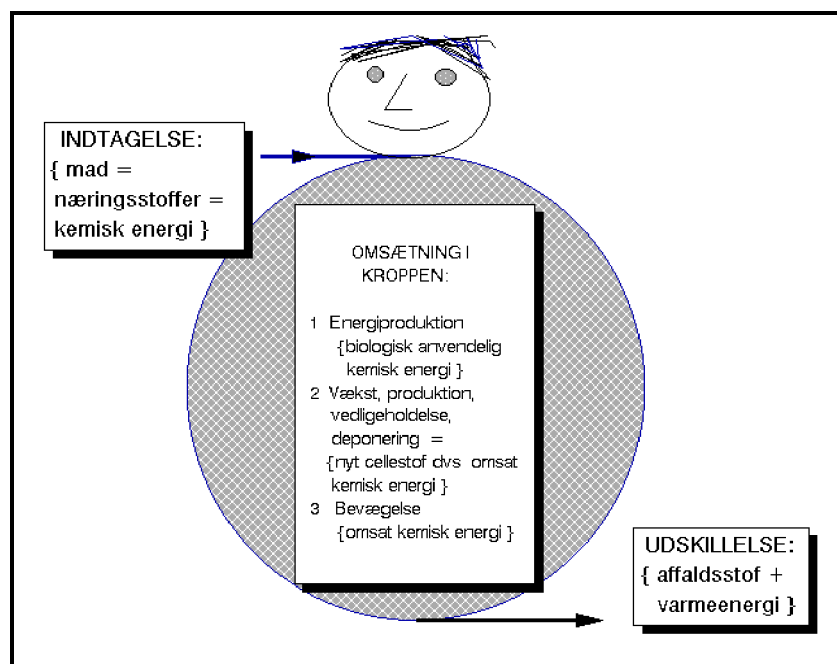 INDTAGELSE:
{ mad =
næringsstoffer =
kemisk energi }
OMSÆTNING I
KROPPEN:
1 Energiproduktion
{biologisk anvendelig
kemisk energi }
2 Vækst, produktion,
vedligeholdelse,
deponering =
{nyt cellestof dvs omsat
kemisk energi }
3 Bevægelse
{omsat kemisk energi }
UDSKILLELSE:
{ affaldsstof +
varmeenergi }